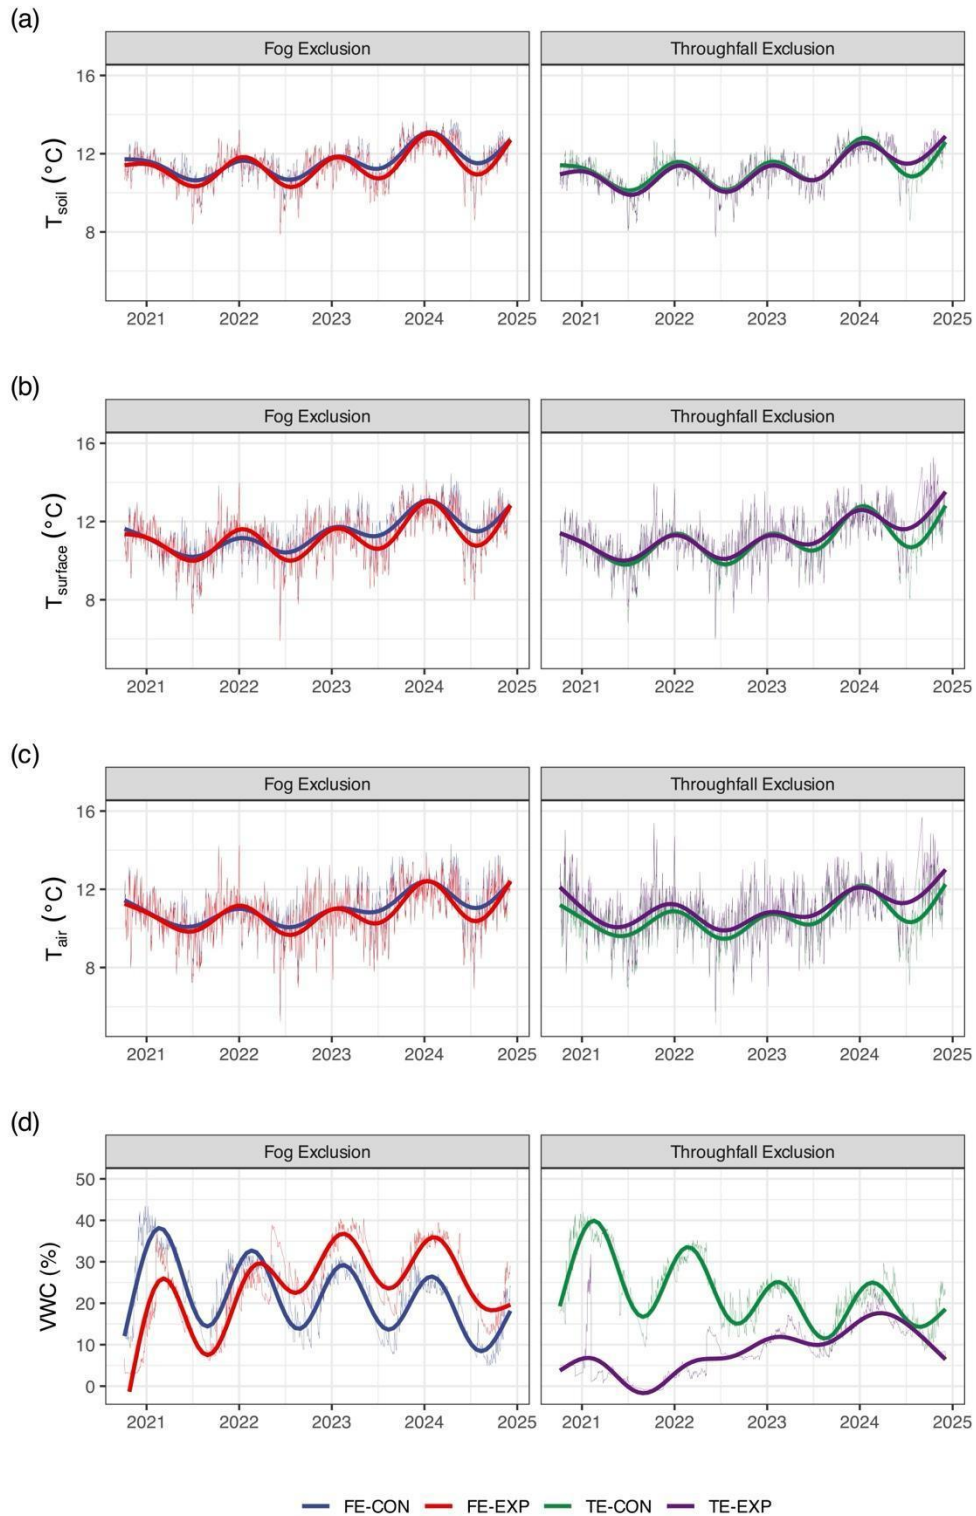 (a)
Fog Exclusion Throughfall Exclusion
16
12
8
Tsoil (°C)
2021 2022 2023 2024 2025 2021 2022 2023 2024 2025
(b)
Fog Exclusion Throughfall Exclusion
16
12
8
Tsurface (°C)
2021 2022 2023 2024 2025 2021 2022 2023 2024 2025
(c)
Fog Exclusion Throughfall Exclusion
16
12
8
Tair (°C)
2021 2022 2023 2024 2025 2021 2022 2023 2024 2025
(d)
Fog Exclusion Throughfall Exclusion
50
40
30
20
10
0
VWC (%)
2021 2022 2023 2024 2025 2021 2022 2023 2024 2025
FE-CON FE-EXP TE-CON TE-EXP